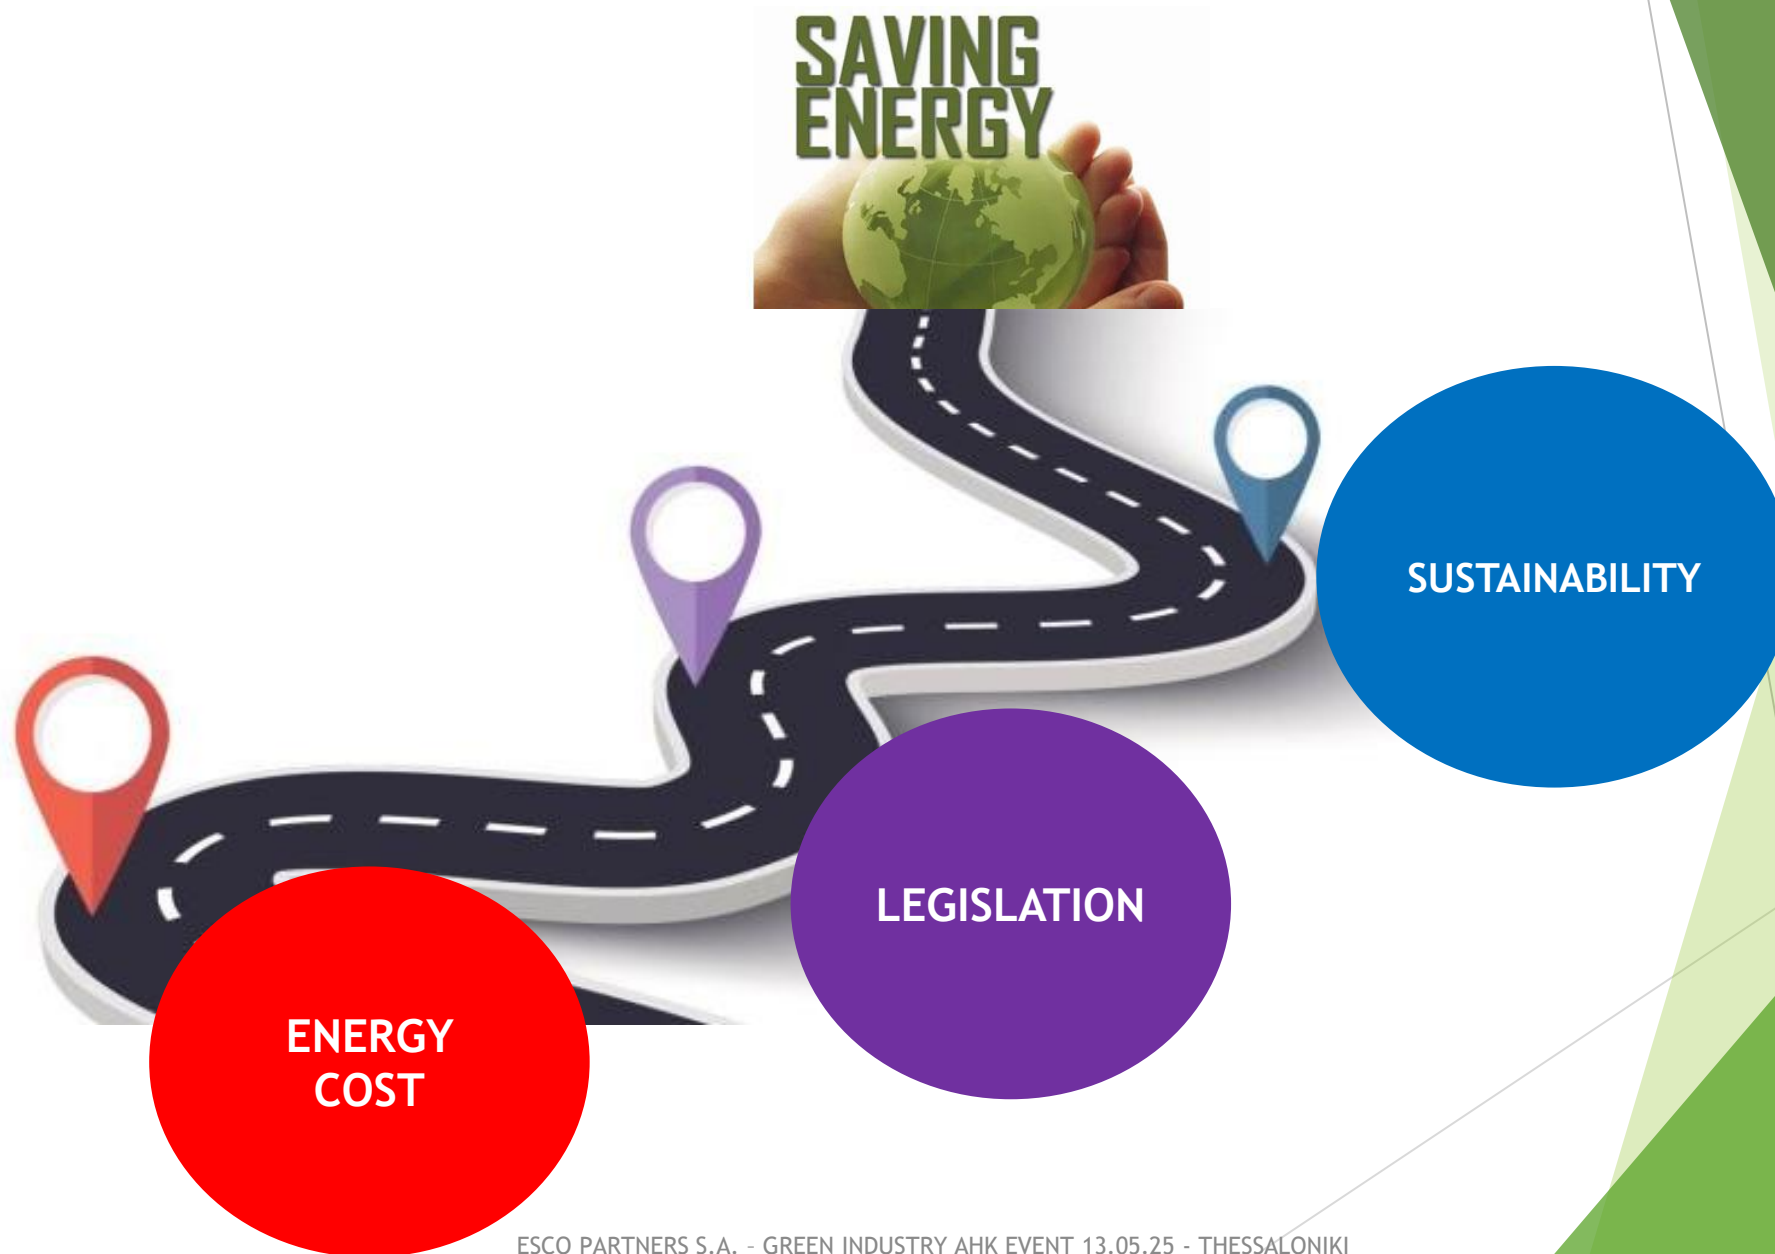 SAVING
ENERGY
SUSTAINABILITY
LEGISLATION
ENERGY
COST
ESCO PARTNERS S.A. – GREEN INDUSTRY AHK EVENT 13.05.25 - THESSALONIKI